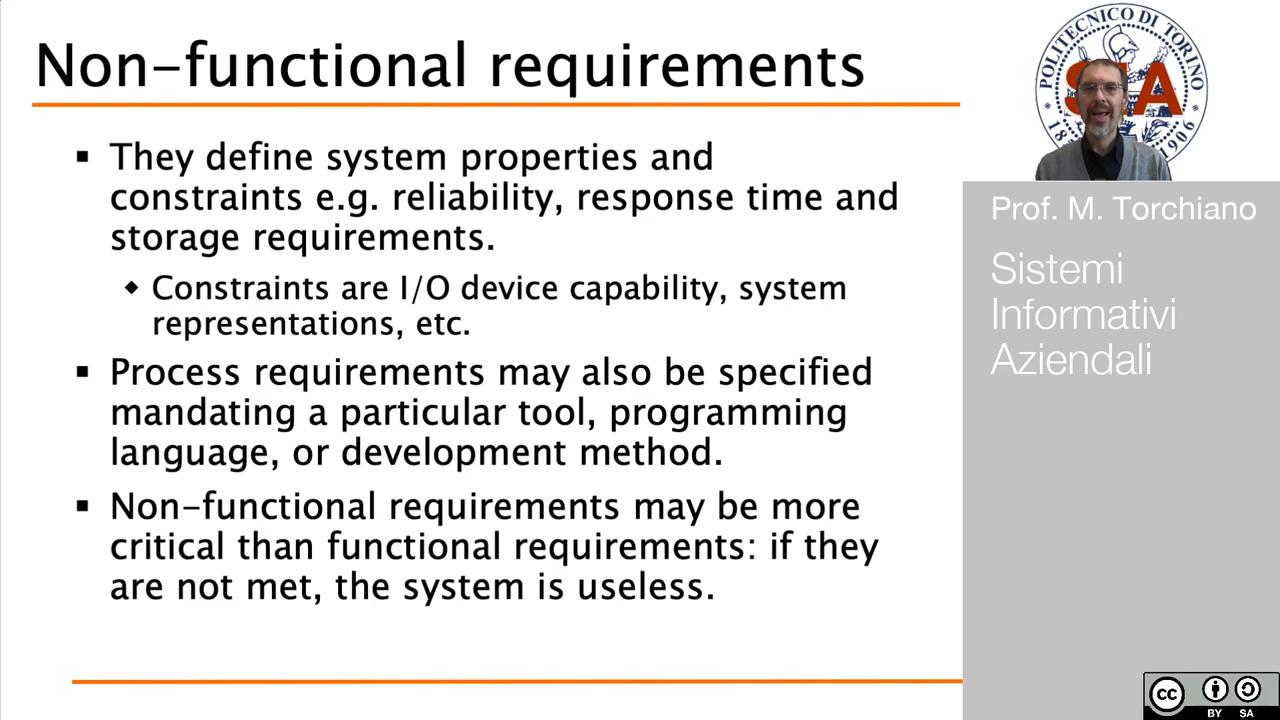 Non-functional requirements
▪ They define system properties and
constraints e.g. reliability, response time and
storage requirements.
◆ Constraints are I/O device capability, system
representations, etc.
▪ Process requirements may also be specified
mandating a particular tool, programming
language, or development method.
▪ Non-functional requirements may be more
critical than functional requirements: if they
are not met, the system is useless.
POLITECNICO DI TORINO
Prof. M. Torchiano
Sistemi
Informativi
Aziendali
cc
BY SA